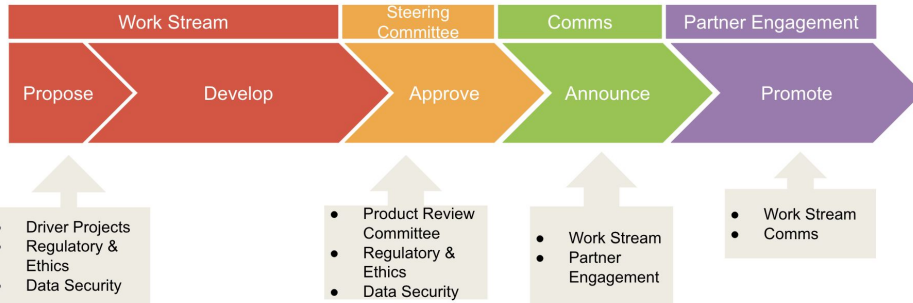 Work Stream
Steering
Committee
Comms
Partner Engagement
Propose
Develop
Approve
Announce
Promote
Driver Projects
Regulatory &
Ethics
Data Security
● Product Review
Committee
● Regulatory &
Ethics
● Data Security
● Work Stream
● Partner
Engagement
● Work Stream
● Comms